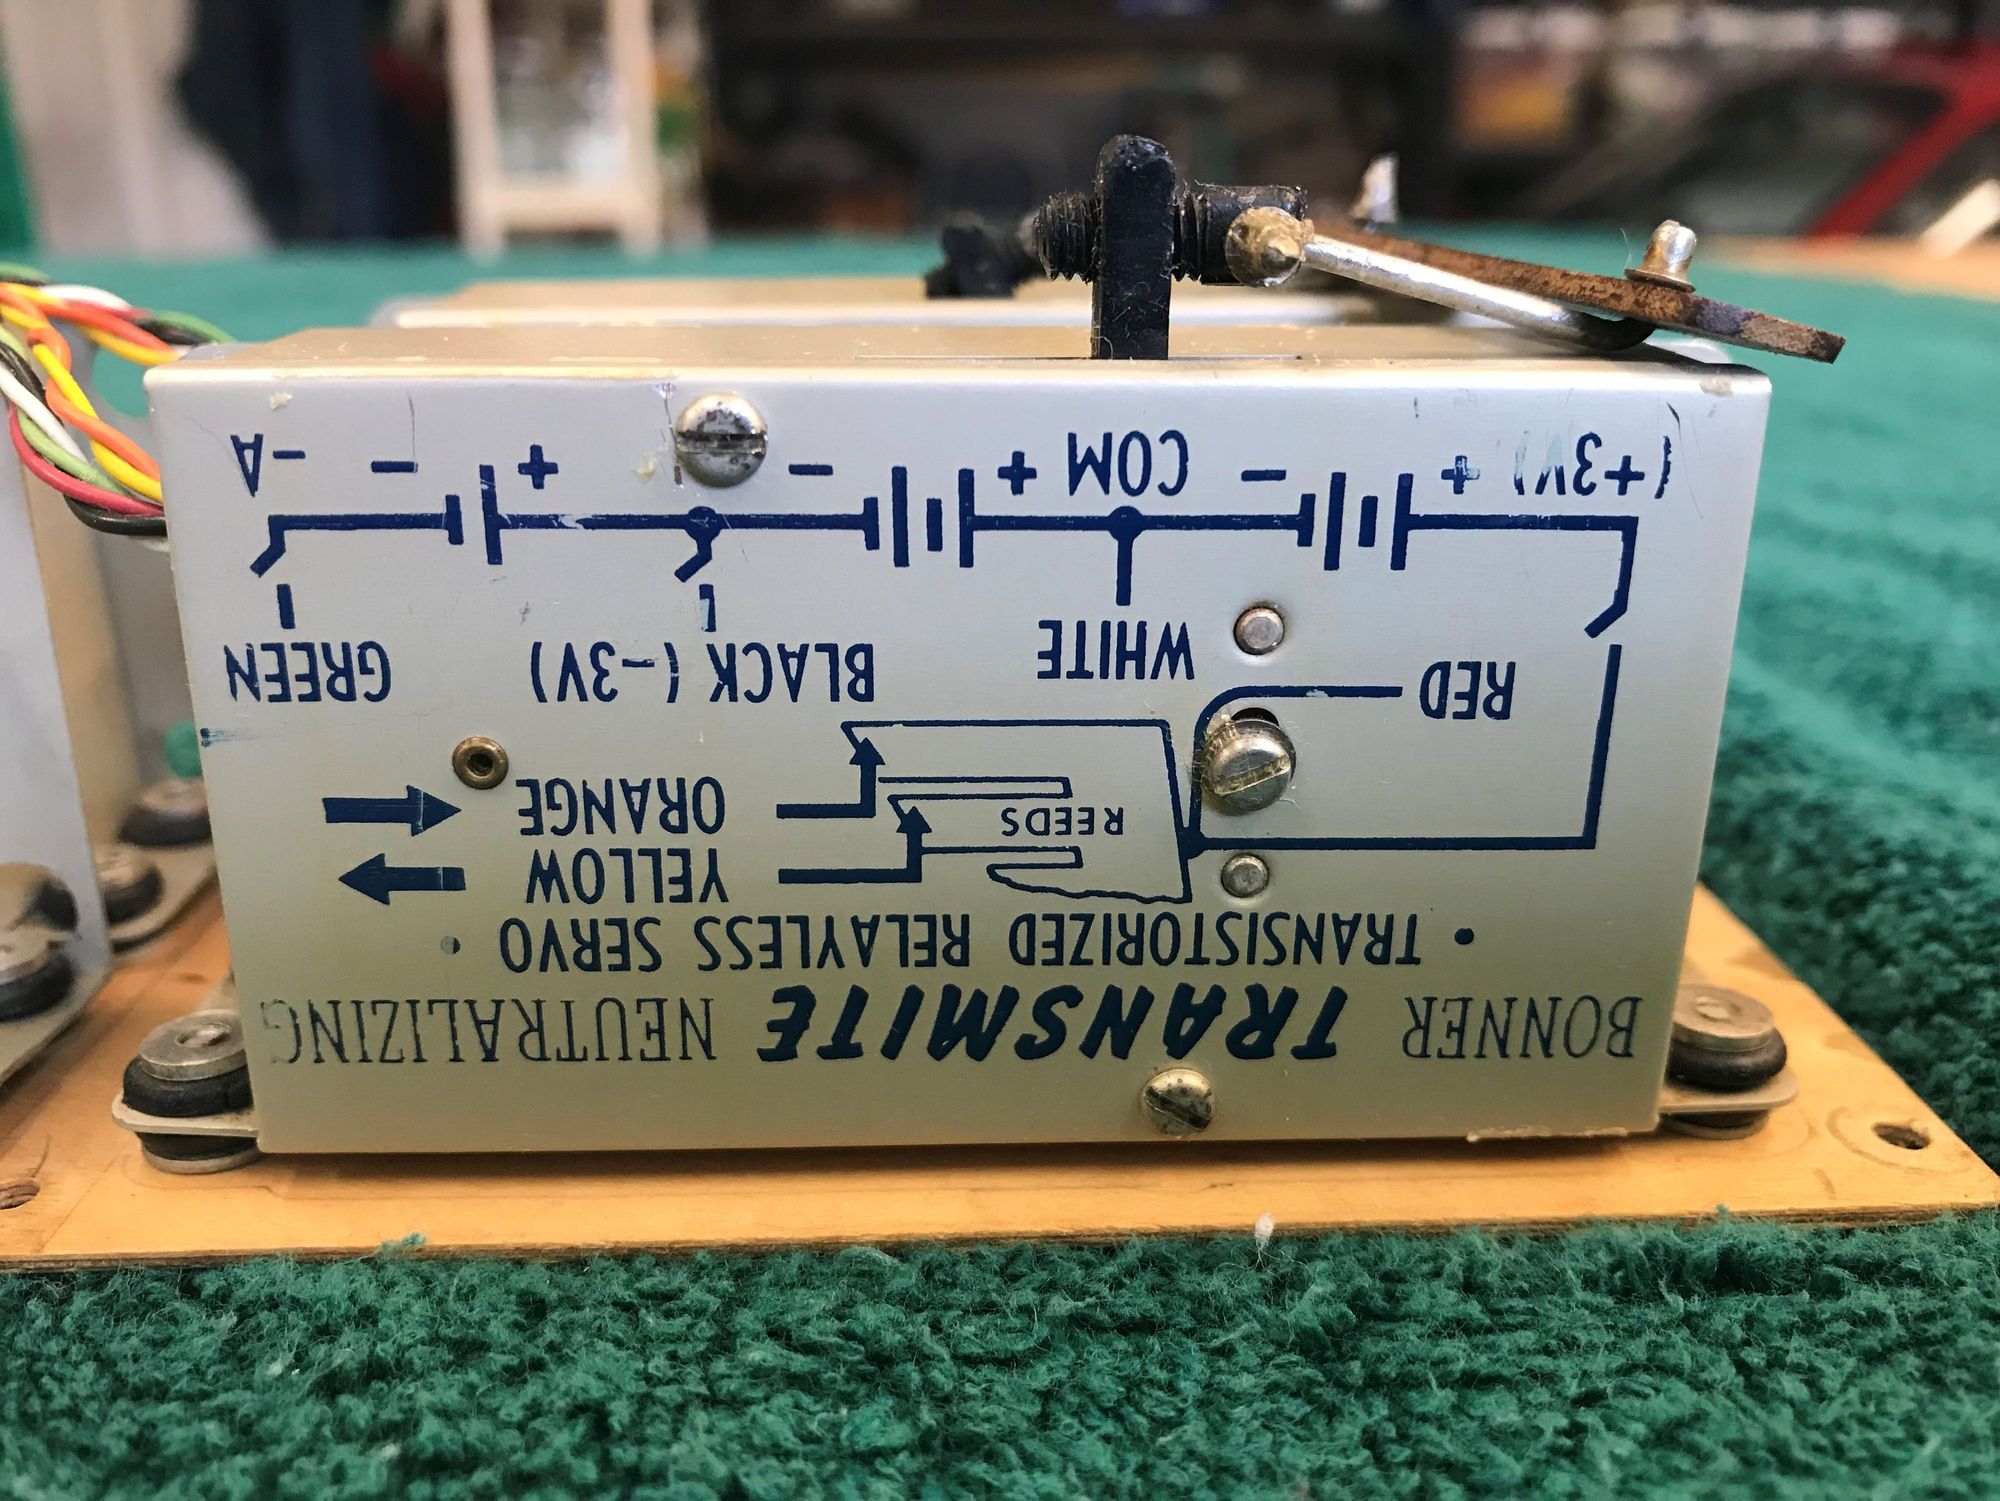 BONNER TRANSMITE NEUTRALIZING
• TRANSISTORIZED RELAYLESS SERVO •
YELLOW
REEDS
ORANGE
RED
WHITE
BLACK (-3V)
GREEN
(+3V) + - COM + - + - -A